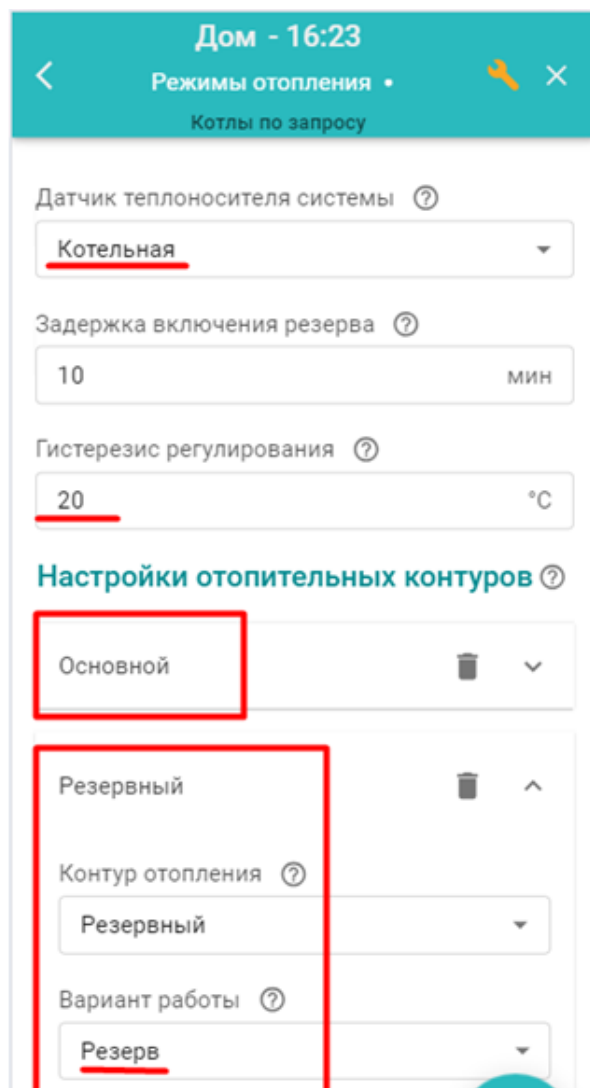 Дом - 16:23
Режимы отопления •
Котлы по запросу
Датчик теплоносителя системы ?
Котельная
Задержка включения резерва ?
10 мин
Гистерезис регулирования ?
20 °C
Настройки отопительных контуров ?
Основной
Резервный
Контур отопления ?
Резервный
Вариант работы ?
Резерв